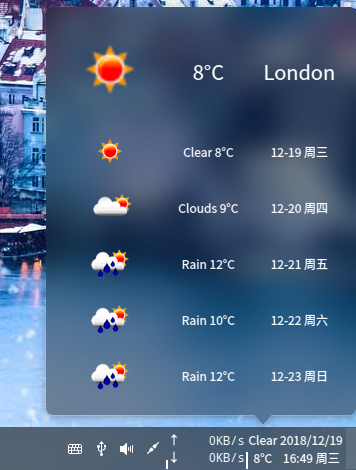 8°C London
Clear 8°C 12-19 周三
Clouds 9°C 12-20 周四
Rain 12°C 12-21 周五
Rain 10°C 12-22 周六
Rain 12°C 12-23 周日
↑ 0KB/s Clear 2018/12/19
↓ 0KB/s 8°C 16:49 周三